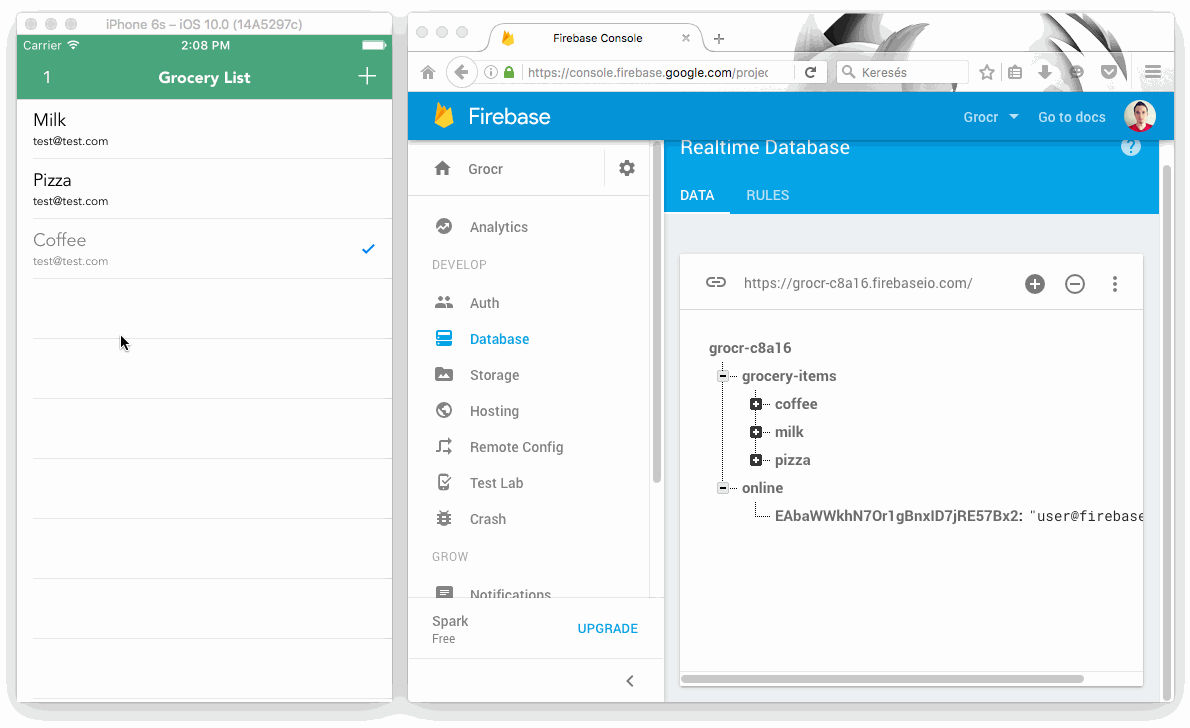 iPhone 6s – iOS 10.0 (14A5297c)
Carrier 2:08 PM
1 Grocery List
Milk
test@test.com
Pizza
test@test.com
Coffee
test@test.com
Firebase Console
https://console.firebase.google.com/projec
Keresés
Firebase
Grocr
Go to docs
Grocr
Analytics
DEVELOP
Auth
Database
Storage
Hosting
Remote Config
Test Lab
Crash
GROW
Notifications
Spark
Free
UPGRADE
Realtime Database
?
DATA RULES
https://grocr-c8a16.firebaseio.com/
grocr-c8a16
grocery-items
coffee
milk
pizza
online
EAbaWWkhN7Or1gBnxID7jRE57Bx2: "user@firebase